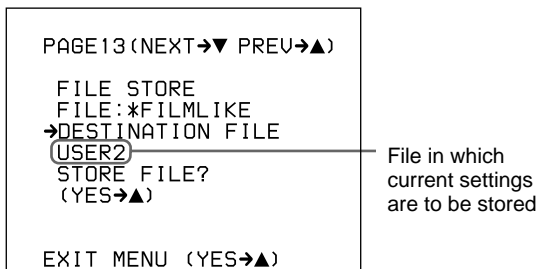 PAGE13(NEXT➔▼ PREV➔▲)
FILE STORE
FILE:*FILMLIKE
➔DESTINATION FILE
USER2
STORE FILE?
(YES➔▲)
EXIT MENU (YES➔▲)
File in which
current settings
are to be stored